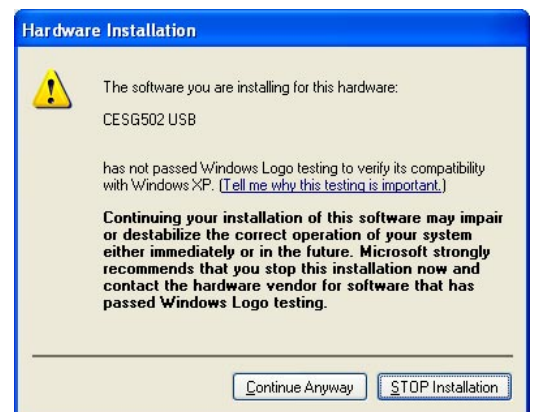 Hardware Installation
The software you are installing for this hardware:
CESG502 USB
has not passed Windows Logo testing to verify its compatibility
with Windows XP. (Tell me why this testing is important.)
Continuing your installation of this software may impair
or destabilize the correct operation of your system
either immediately or in the future. Microsoft strongly
recommends that you stop this installation now and
contact the hardware vendor for software that has
passed Windows Logo testing.
Continue Anyway
STOP Installation